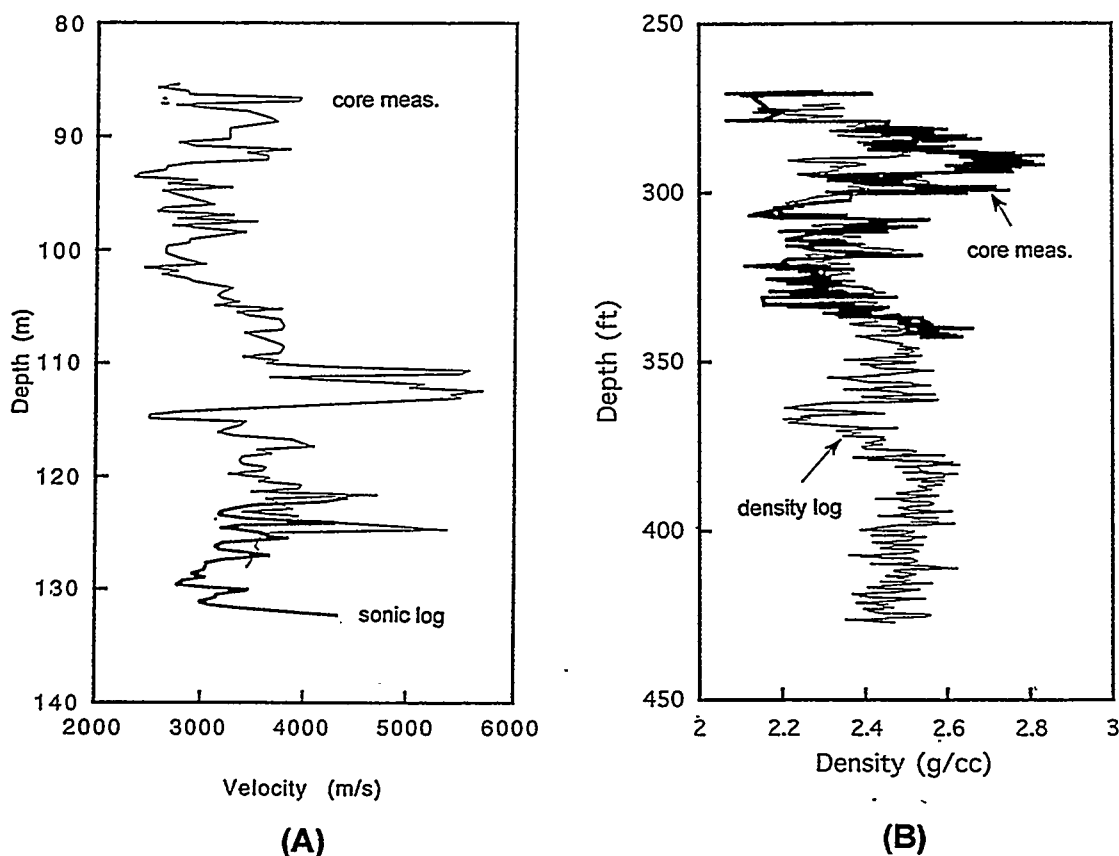 80
90
100
110
120
130
140
Depth (m)
2000 3000 4000 5000 6000
Velocity (m/s)
core meas.
sonic log
(A)
250
300
350
400
450
Depth (ft)
2 2.2 2.4 2.6 2.8 3
Density (g/cc)
core meas.
density log
(B)